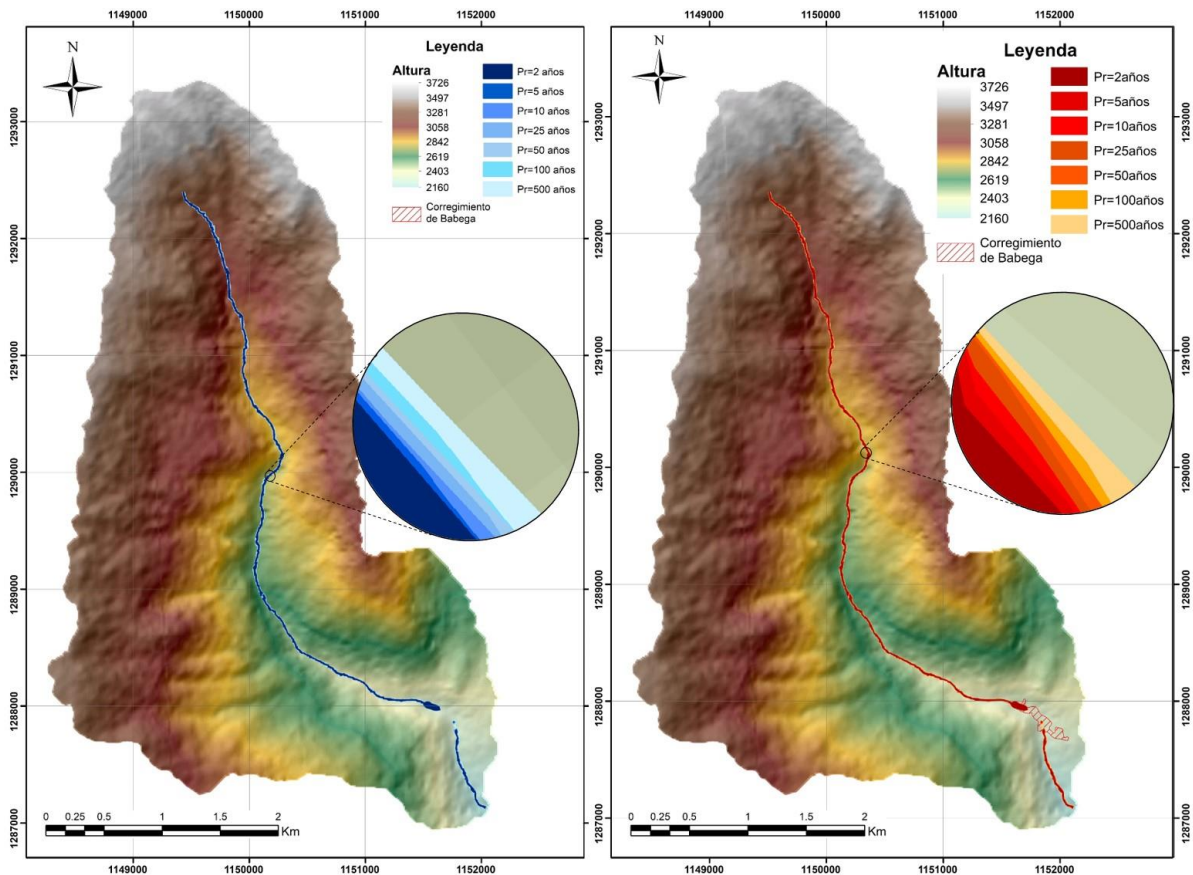 1149000 1150000 1151000 1152000
N
Leyenda
Altura
3726
3497
3281
3058
2842
2619
2403
2160
Pr=2 años
Pr=5 años
Pr=10 años
Pr=25 años
Pr=50 años
Pr=100 años
Pr=500 años
Corregimiento
de Babega
1293000
1292000
1291000
1290000
1289000
1288000
1287000
0 0.25 0.5 1 1.5 2
Km
1149000 1150000 1151000 1152000
1149000 1150000 1151000 1152000
N
Leyenda
Altura
3726
3497
3281
3058
2842
2619
2403
2160
Pr=2años
Pr=5años
Pr=10años
Pr=25años
Pr=50años
Pr=100años
Pr=500años
Corregimiento
de Babega
1293000
1292000
1291000
1290000
1289000
1288000
1287000
0 0.25 0.5 1 1.5 2
Km
1149000 1150000 1151000 1152000